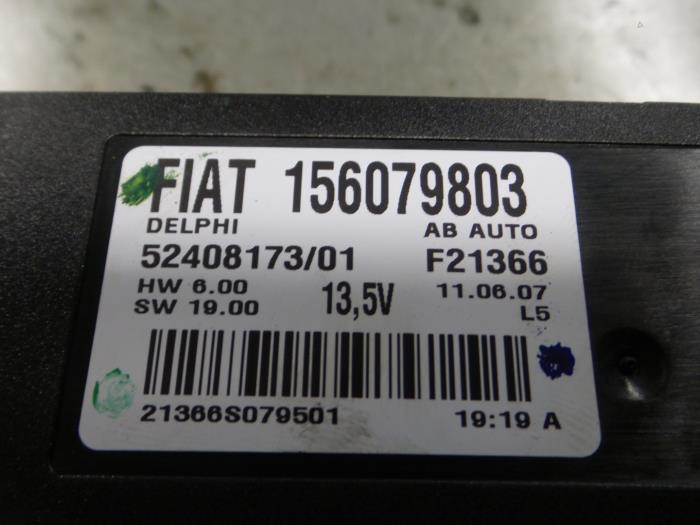 FIAT 156079803
DELPHI AB AUTO
52408173/01 F21366
HW 6.00 13,5V 11.06.07
SW 19.00 L5
21366S079501 19:19 A